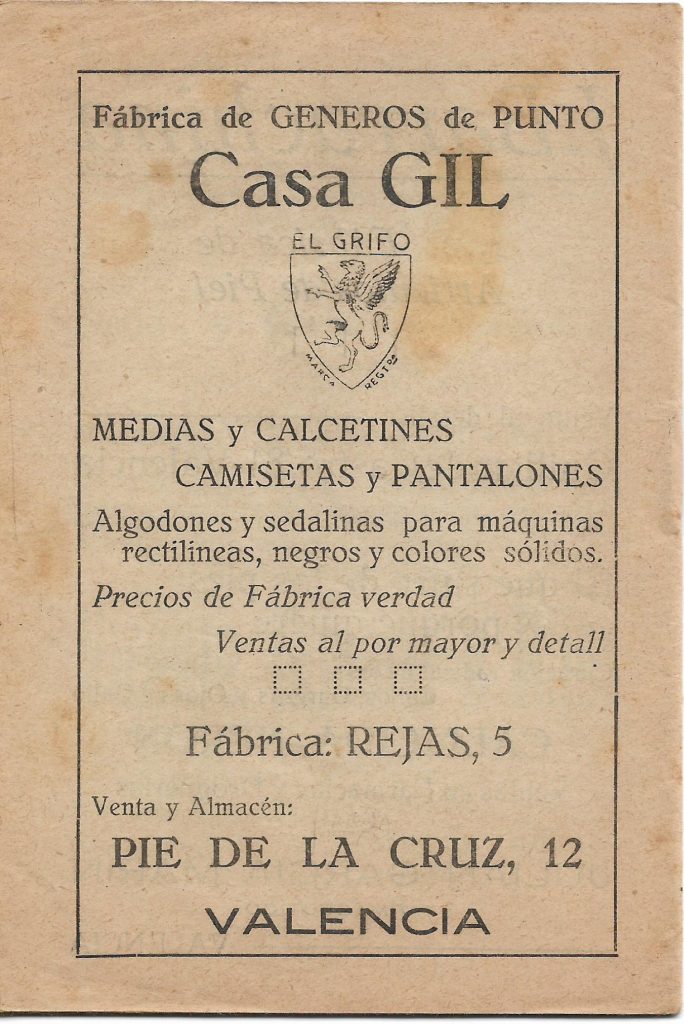 Fábrica de GENEROS de PUNTO
Casa GIL
EL GRIFO
MARCA REGTDA
MEDIAS y CALCETINES
CAMISETAS y PANTALONES
Algodones y sedalinas para máquinas
rectilineas, negros y colores sólidos.
Precios de Fábrica verdad
Ventas al por mayor y detall
Fábrica: REJAS, 5
Venta y Almacén:
PIE DE LA CRUZ, 12
VALENCIA